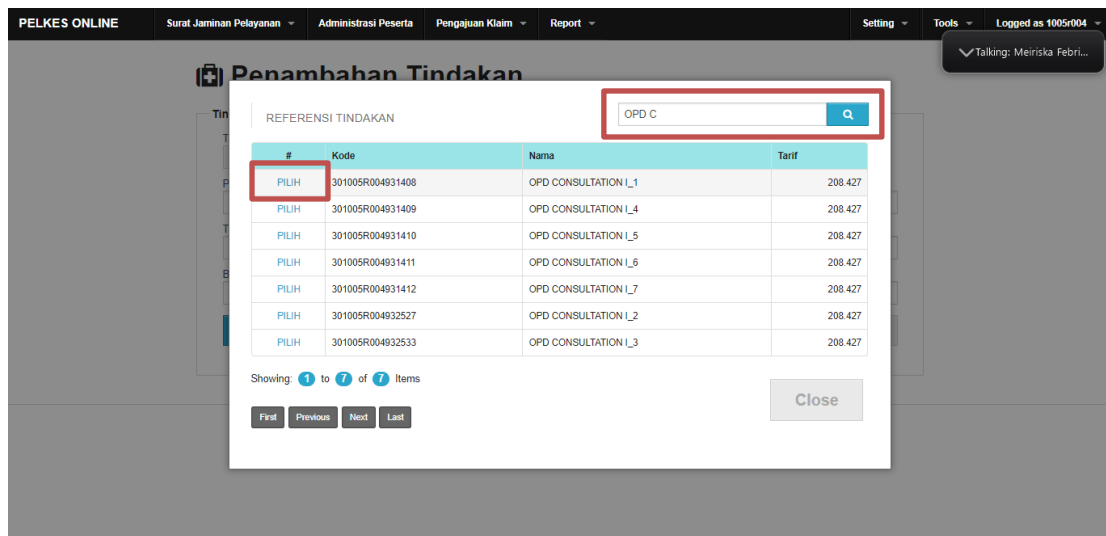 PELKES ONLINE Surat Jaminan Pelayanan Administrasi Peserta Pengajuan Klaim Report Setting Tools Logged as 1005r004
Talking: Meiriska Febri...
Penambahan Tindakan
Tin
REFERENSI TINDAKAN OPD C
T
# Kode Nama Tarif
P
PILIH 301005R004931408 OPD CONSULTATION I_1 208.427
PILIH 301005R004931409 OPD CONSULTATION I_4 208.427
T
PILIH 301005R004931410 OPD CONSULTATION I_5 208.427
PILIH 301005R004931411 OPD CONSULTATION I_6 208.427
B
PILIH 301005R004931412 OPD CONSULTATION I_7 208.427
PILIH 301005R004932527 OPD CONSULTATION I_2 208.427
PILIH 301005R004932533 OPD CONSULTATION I_3 208.427
Showing: 1 to 7 of 7 Items
Close
First Previous Next Last